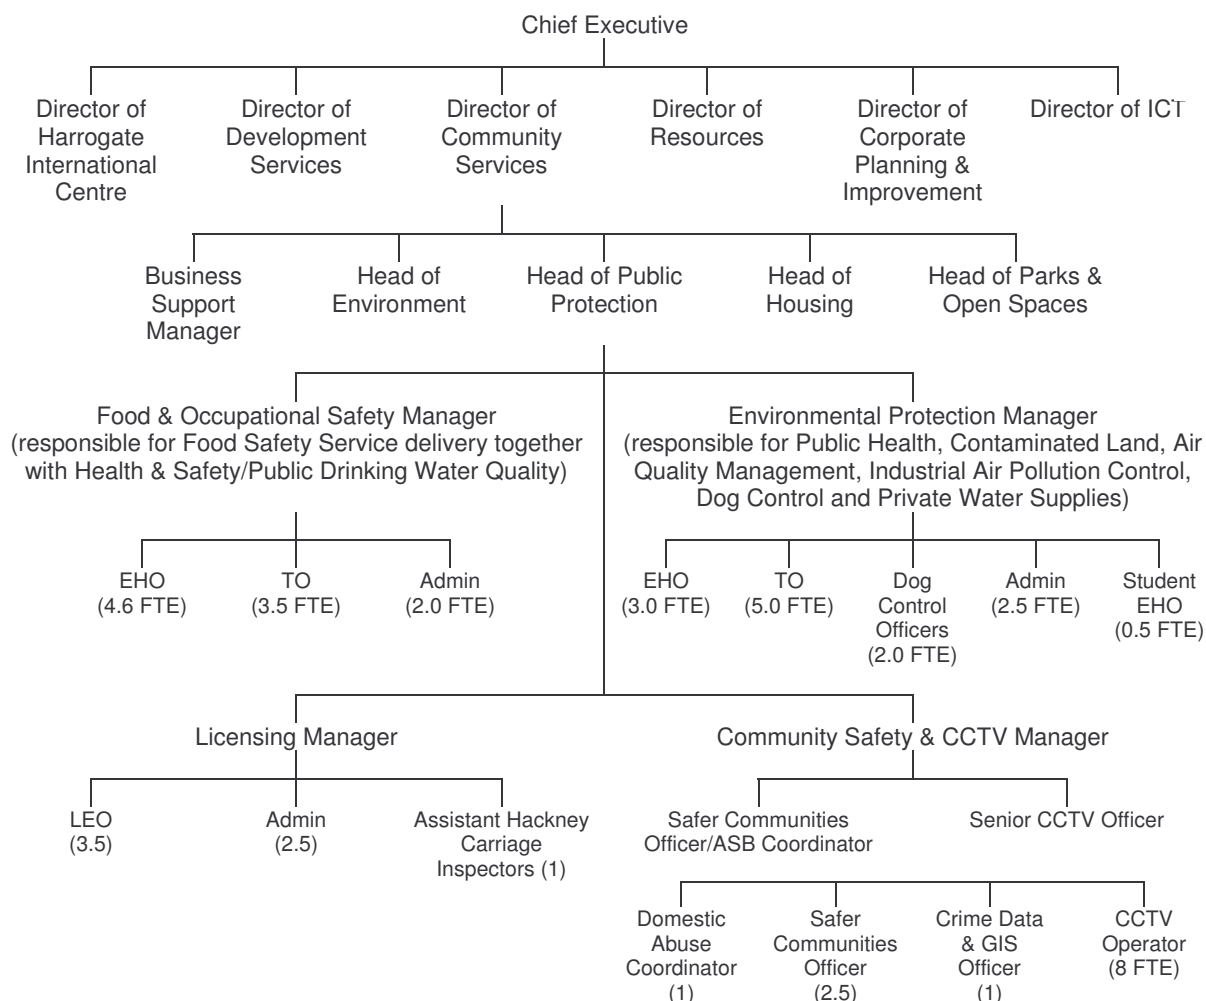 Chief Executive
Director of
Harrogate
International
Centre
Director of
Development
Services
Director of
Community
Services
Director of
Resources
Director of
Corporate
Planning &
Improvement
Director of ICT
Business
Support
Manager
Head of
Environment
Head of Public
Protection
Head of
Housing
Head of Parks &
Open Spaces
Food & Occupational Safety Manager
(responsible for Food Safety Service delivery together
with Health & Safety/Public Drinking Water Quality)
Environmental Protection Manager
(responsible for Public Health, Contaminated Land, Air
Quality Management, Industrial Air Pollution Control,
Dog Control and Private Water Supplies)
EHO
(4.6 FTE)
TO
(3.5 FTE)
Admin
(2.0 FTE)
EHO
(3.0 FTE)
TO
(5.0 FTE)
Dog
Control
Officers
(2.0 FTE)
Admin
(2.5 FTE)
Student
EHO
(0.5 FTE)
Licensing Manager
Community Safety & CCTV Manager
LEO
(3.5)
Admin
(2.5)
Assistant Hackney
Carriage
Inspectors (1)
Safer Communities
Officer/ASB Coordinator
Senior CCTV Officer
Domestic
Abuse
Coordinator
(1)
Safer
Communities
Officer
(2.5)
Crime Data
& GIS
Officer
(1)
CCTV
Operator
(8 FTE)